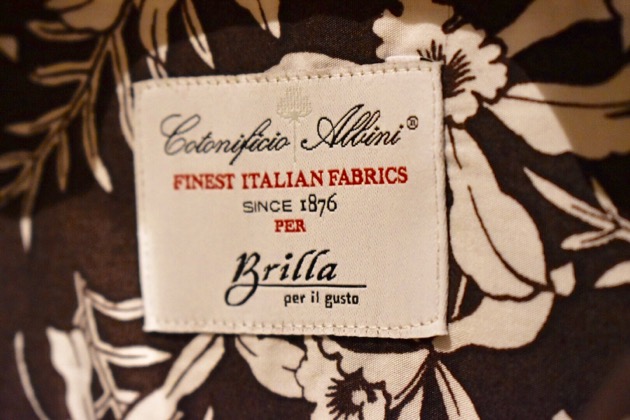 Cotonificio Albini®
FINEST ITALIAN FABRICS
SINCE 1876
PER
Brilla
per il gusto